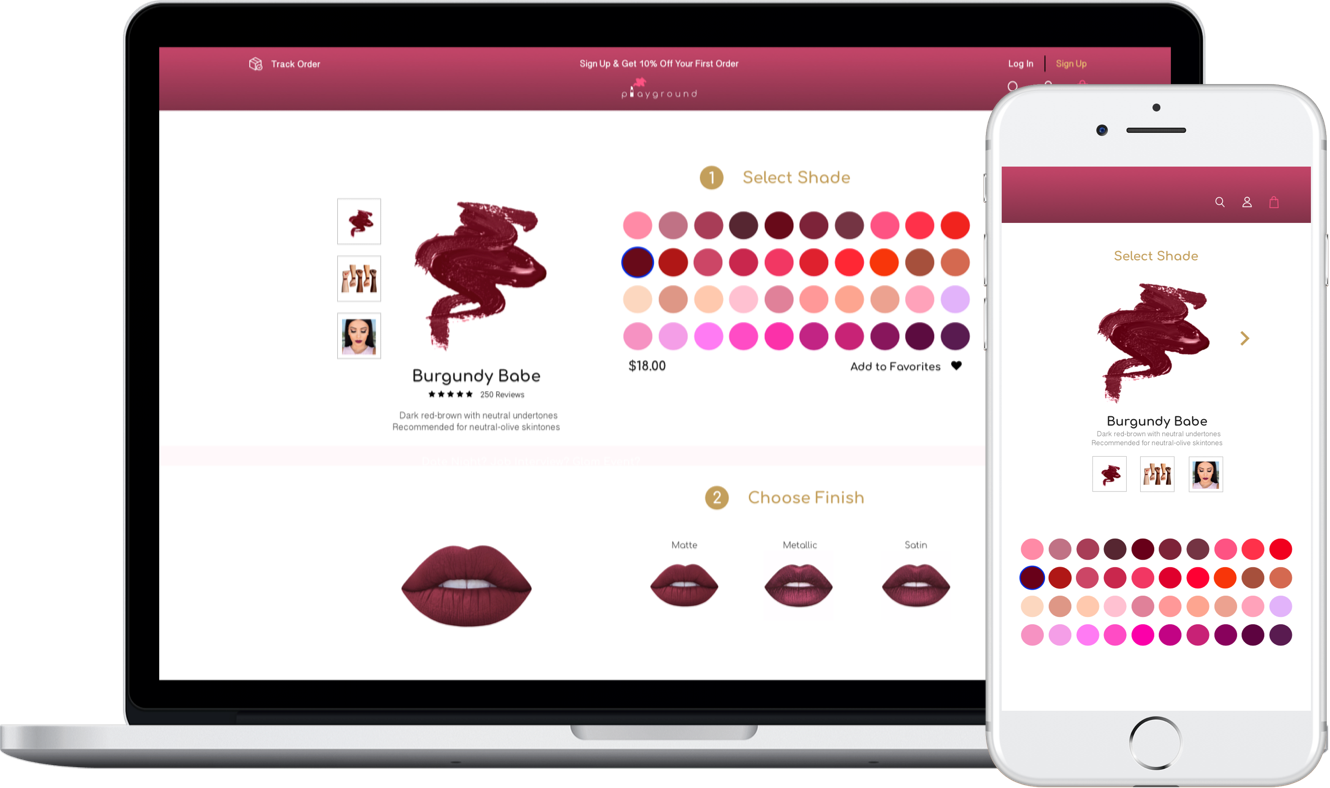 Track Order
Sign Up & Get 10% Off Your First Order
Log In
Sign Up
playground
1 Select Shade
$18.00
Add to Favorites
Burgundy Babe
250 Reviews
Dark red-brown with neutral undertones
Recommended for neutral-olive skintones
2 Choose Finish
Matte
Metallic
Satin
Select Shade
Burgundy Babe
Dark red-brown with neutral undertones
Recommended for neutral-olive skintones